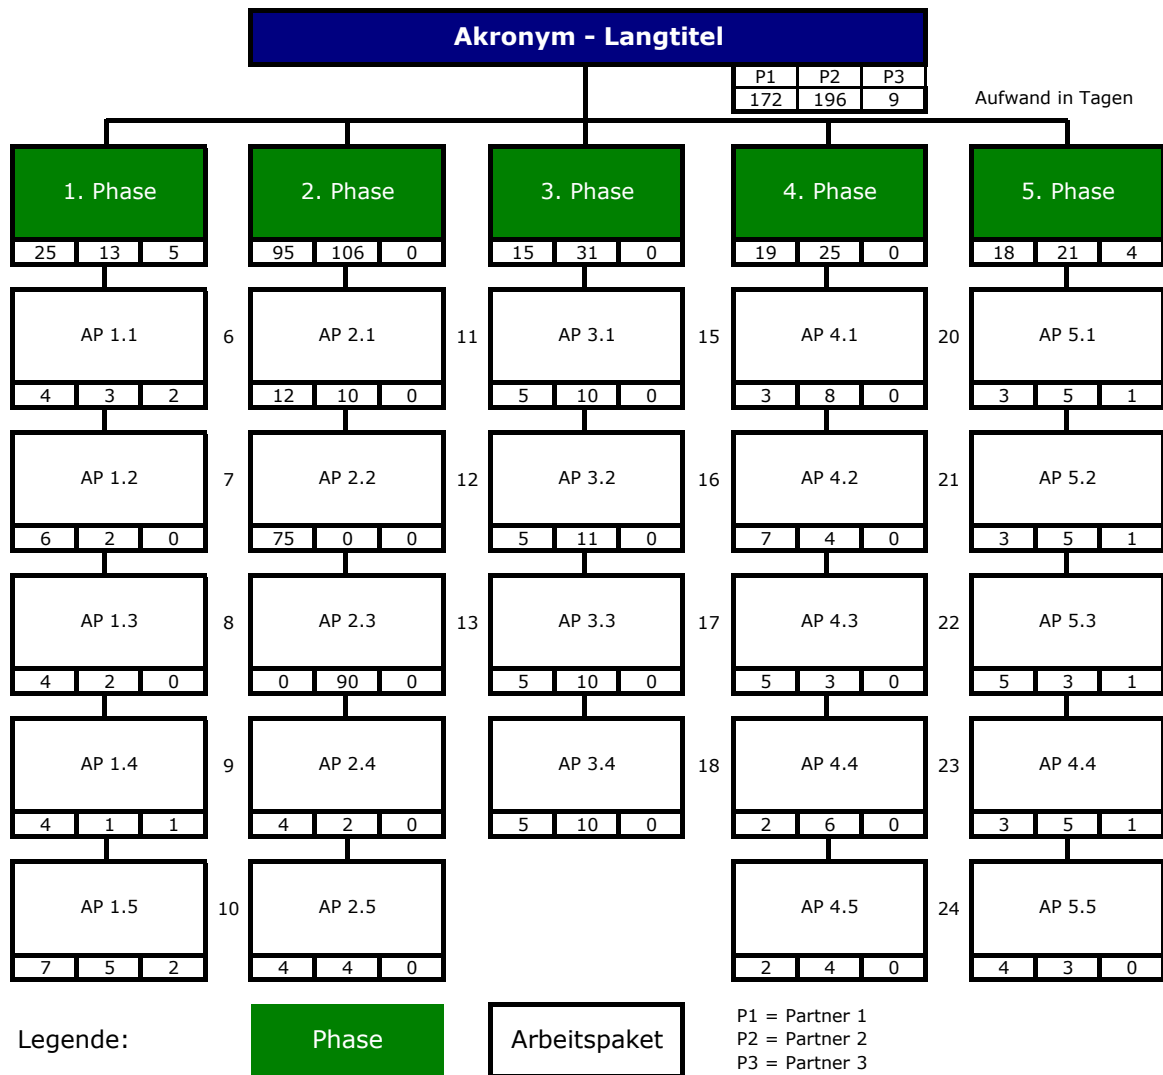 Akronym - Langtitel
P1 P2 P3
172 196 9 Aufwand in Tagen
1. Phase 2. Phase 3. Phase 4. Phase 5. Phase
25 13 5 95 106 0 15 31 0 19 25 0 18 21 4
AP 1.1 6 AP 2.1 11 AP 3.1 15 AP 4.1 20 AP 5.1
4 3 2 12 10 0 5 10 0 3 8 0 3 5 1
AP 1.2 7 AP 2.2 12 AP 3.2 16 AP 4.2 21 AP 5.2
6 2 0 75 0 0 5 11 0 7 4 0 3 5 1
AP 1.3 8 AP 2.3 13 AP 3.3 17 AP 4.3 22 AP 5.3
4 2 0 0 90 0 5 10 0 5 3 0 5 3 1
AP 1.4 9 AP 2.4 AP 3.4 18 AP 4.4 23 AP 4.4
4 1 1 4 2 0 5 10 0 2 6 0 3 5 1
AP 1.5 10 AP 2.5 AP 4.5 24 AP 5.5
7 5 2 4 4 0 2 4 0 4 3 0
Legende: Phase Arbeitspaket
P1 = Partner 1
P2 = Partner 2
P3 = Partner 3